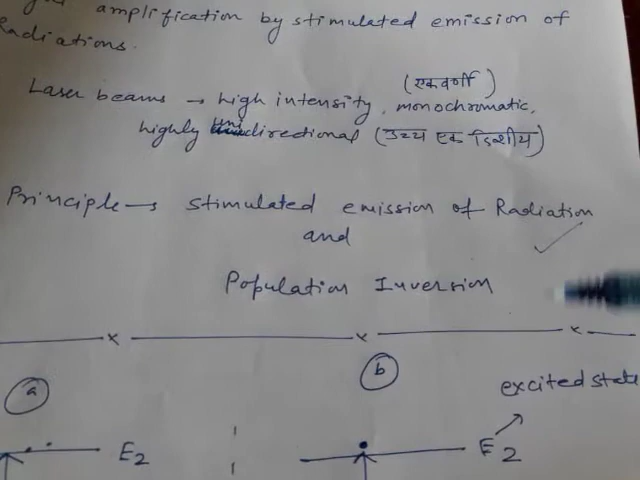 amplification by stimulated emission of
Radiations.
(एकवर्णी)
Laser beams → high intensity, monochromatic,
highly Unidirectional (उच्य एक दिशीय)
Principle → Stimulated emission of Radiation
and
Population Inversion
a b
excited state
E2 E2